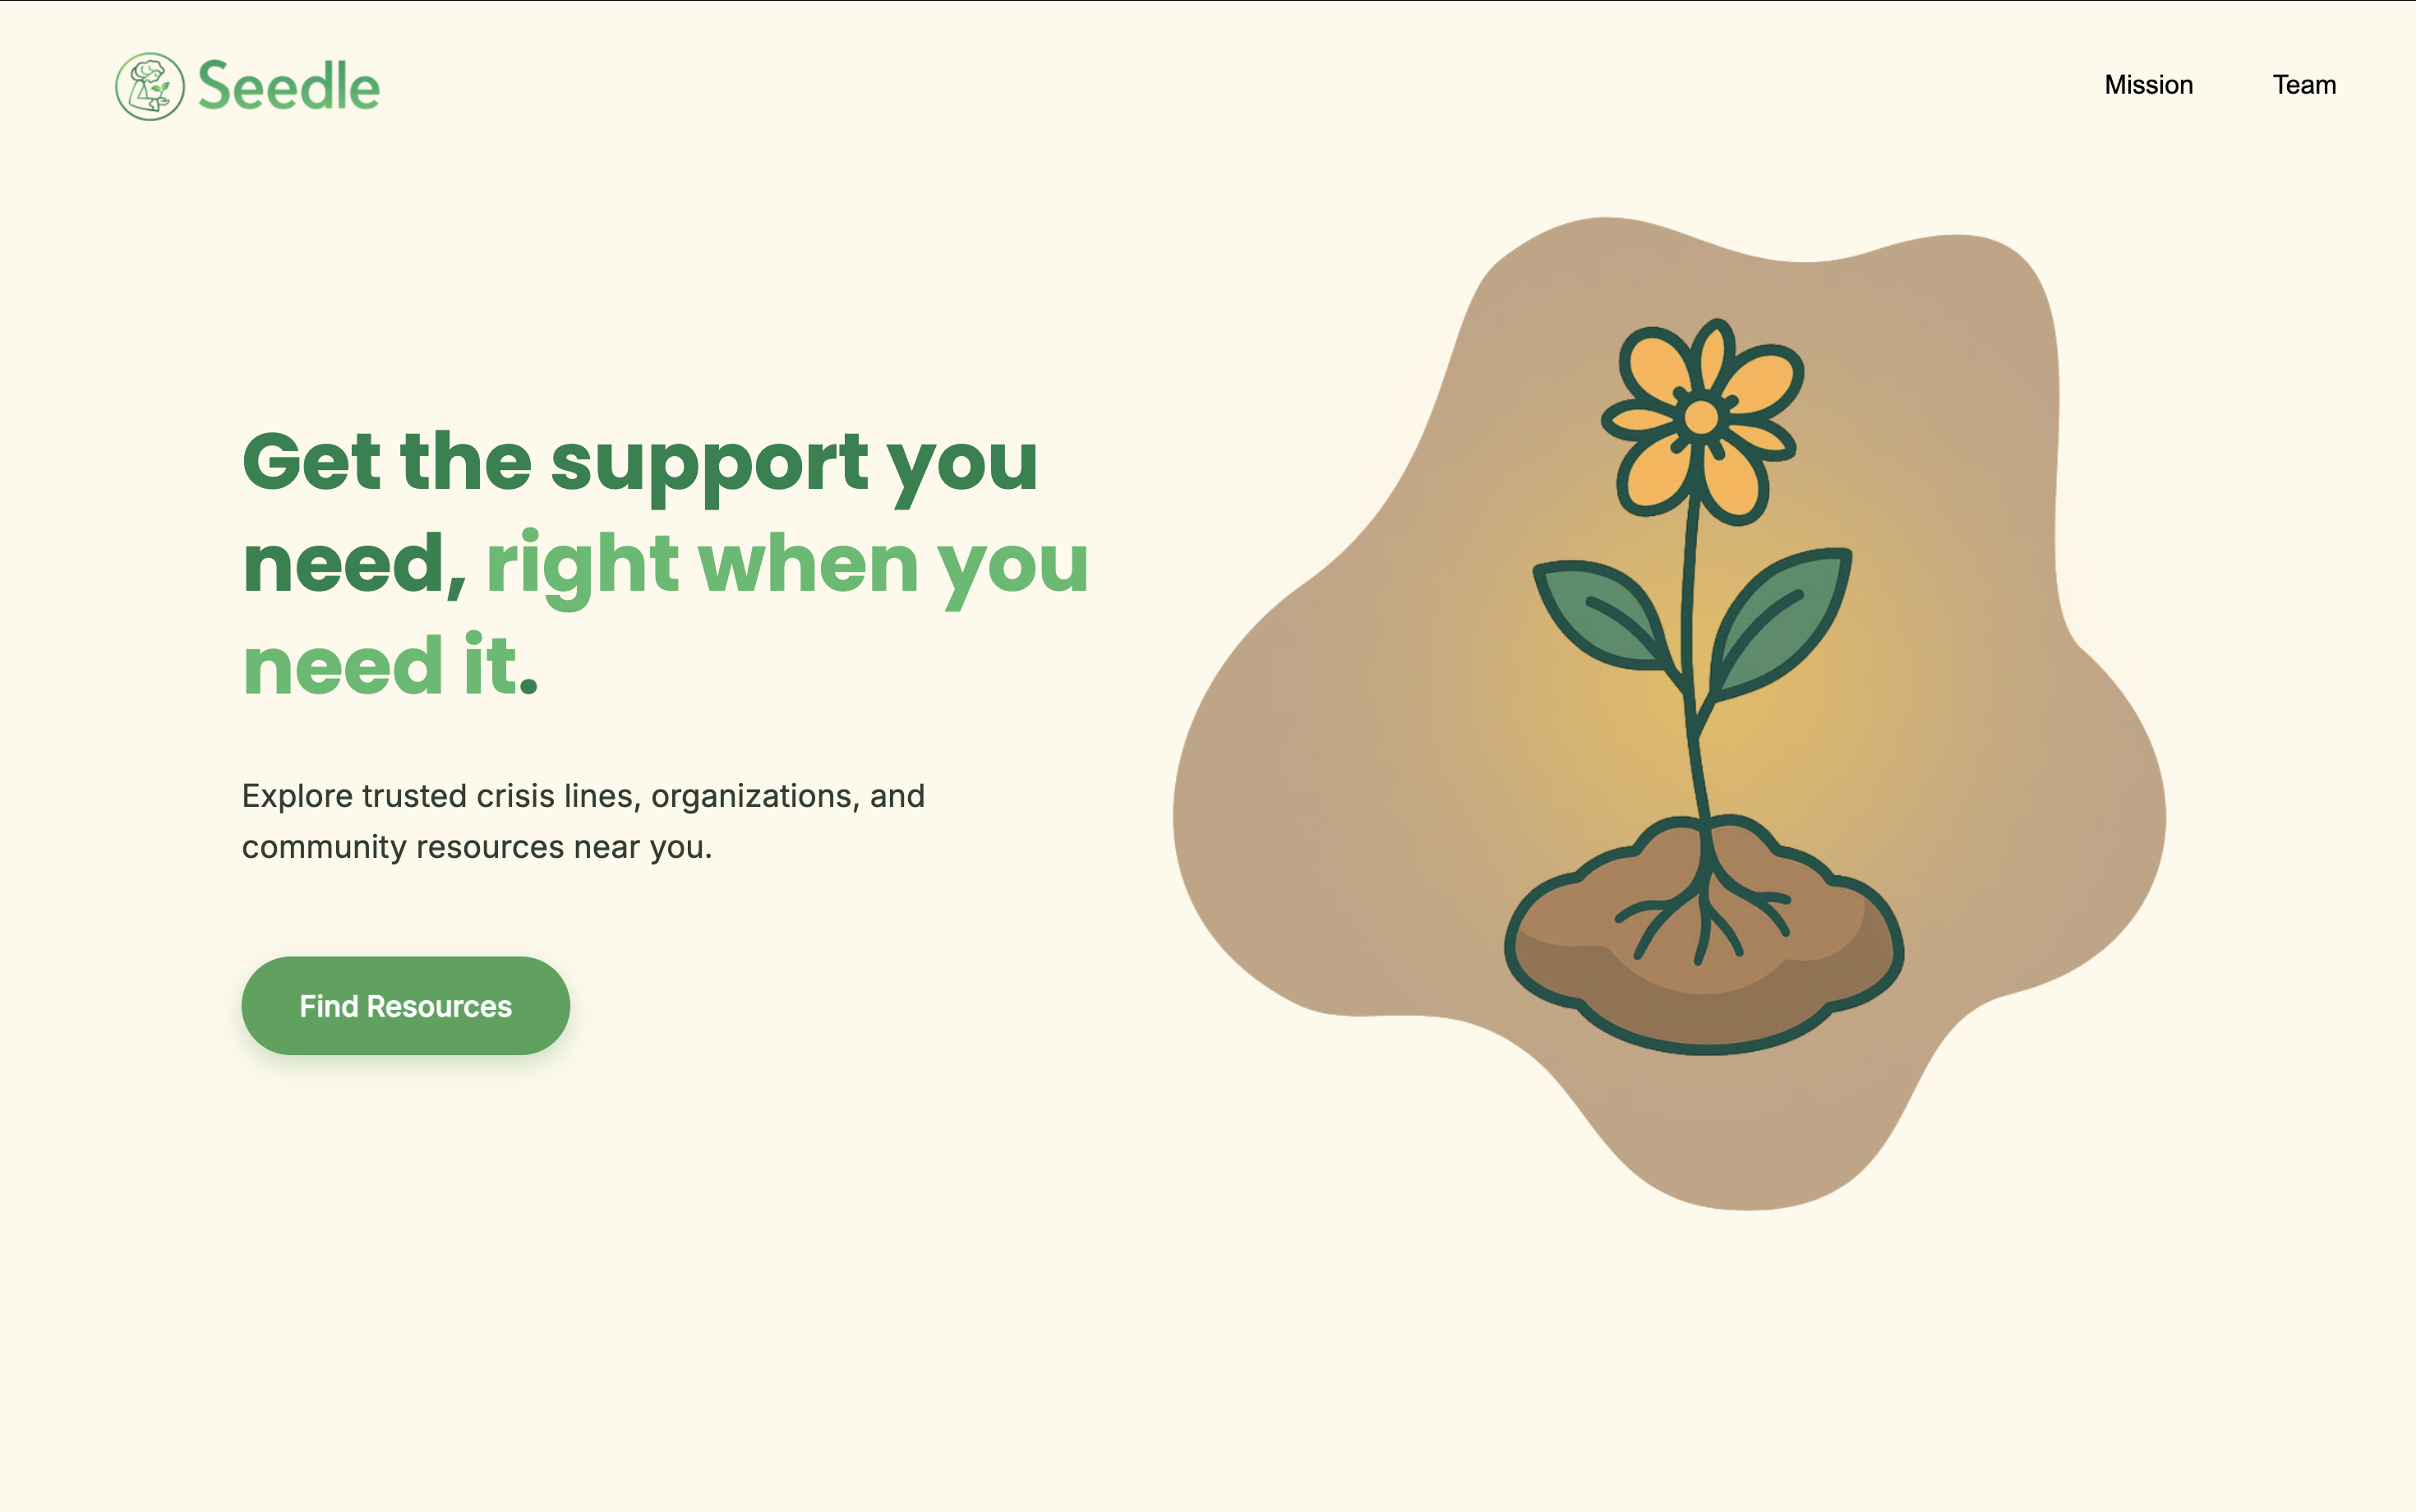 Seedle
Mission
Team
Get the support you
need, right when you
need it.
Explore trusted crisis lines, organizations, and
community resources near you.
Find Resources